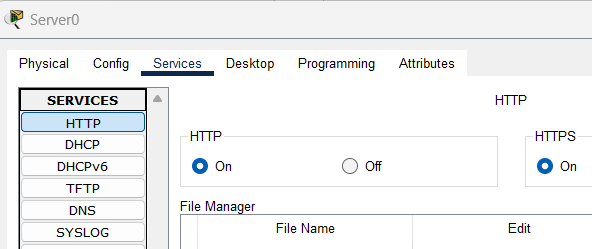 Server0
Physical Config Services Desktop Programming Attributes
SERVICES
HTTP
DHCP
DHCPv6
TFTP
DNS
SYSLOG
HTTP
HTTP
On Off
HTTPS
On
File Manager
File Name Edit